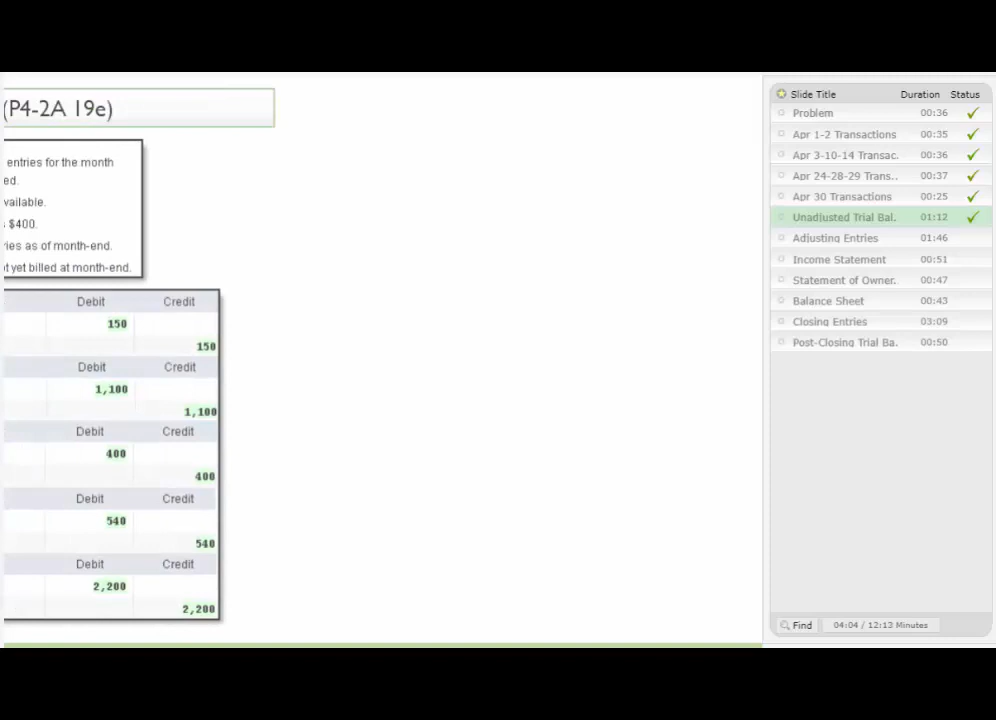 (P4-2A 19e)
entries for the month
ed.
vailable.
$400.
ries as of month-end.
t yet billed at month-end.
Debit Credit
150
150
Debit Credit
1,100
1,100
Debit Credit
400
400
Debit Credit
540
540
Debit Credit
2,200
2,200
Slide Title Duration Status
Problem 00:36
Apr 1-2 Transactions 00:35
Apr 3-10-14 Transac. 00:36
Apr 24-28-29 Trans.. 00:37
Apr 30 Transactions 00:25
Unadjusted Trial Bal. 01:12
Adjusting Entries 01:46
Income Statement 00:51
Statement of Owner. 00:47
Balance Sheet 00:43
Closing Entries 03:09
Post-Closing Trial Ba. 00:50
Find 04:04 / 12:13 Minutes